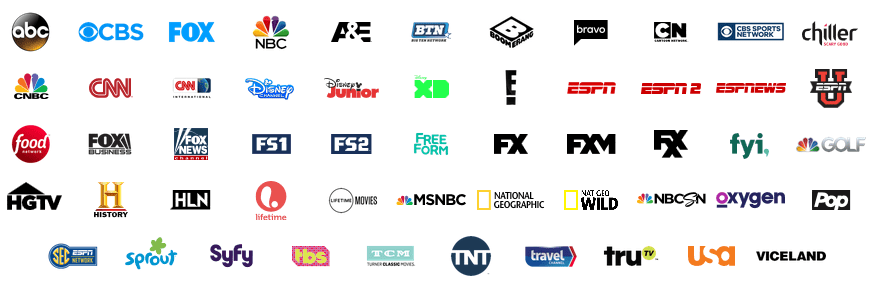 abc
CBS
FOX
NBC
A&E
BTN
BIG TEN NETWORK
B
BOOMERANG
bravo
CN
CARTOON NETWORK
CBS SPORTS
NETWORK
chiller
SCARY GOOD
CNBC
CNN
CNN
INTERNATIONAL
Disney
CHANNEL
Disney
Junior
Disney
XD
E!
ESPN
ESPN 2
ESPNEWS
U
ESPN
food
network
FOX
BUSINESS
FOX
NEWS
channel
FS1
FS2
FREE
FORM
FX
FXM
FXX
fyi,
GOLF
HGTV
H
HISTORY
HLN
lifetime
LIFETIME MOVIES
MSNBC
NATIONAL
GEOGRAPHIC
NAT GEO
WILD
NBCSN
oxygen
Pop
SEC ESPN
NETWORK
sprout
Syfy
tbs
TCM
TURNER CLASSIC MOVIES
TNT
travel
CHANNEL
truTV
usa
VICELAND